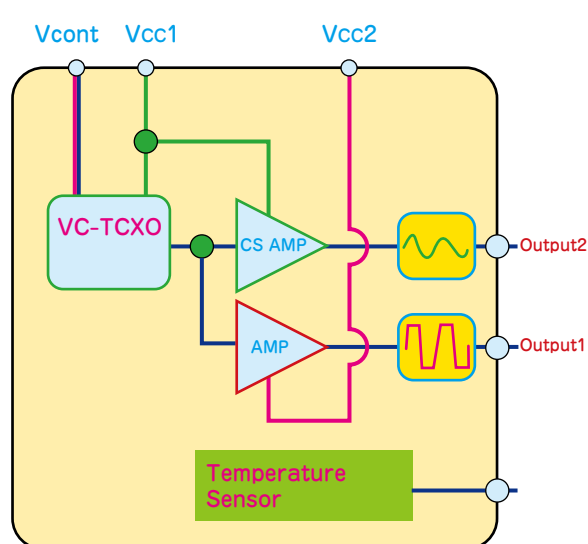 Vcont
Vcc1
Vcc2
VC-TCXO
CS AMP
Output2
AMP
Output1
Temperature
Sensor